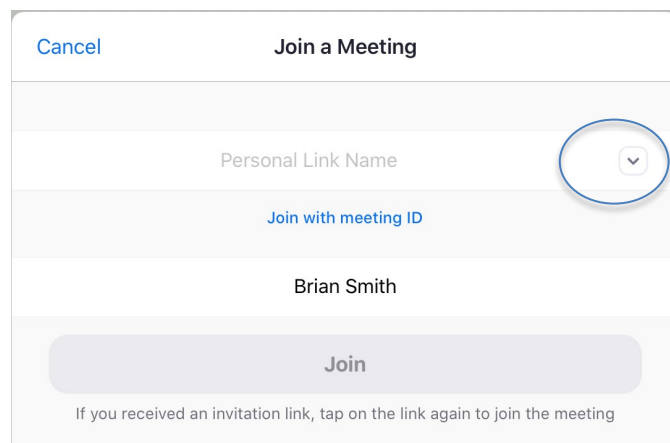 Cancel
Join a Meeting
Personal Link Name
Join with meeting ID
Brian Smith
Join
If you received an invitation link, tap on the link again to join the meeting